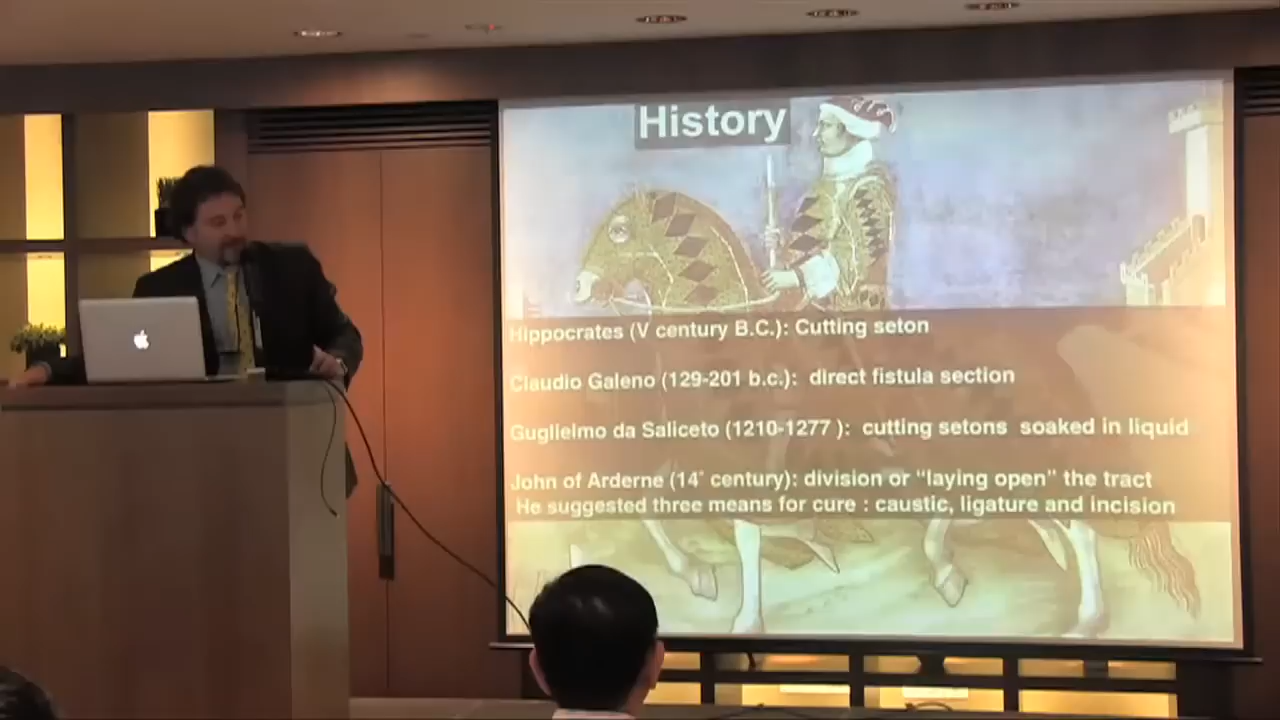 History
Hippocrates (V century B.C.): Cutting seton
Claudio Galeno (129-201 b.c.): direct fistula section
Guglielmo da Saliceto (1210-1277 ): cutting setons soaked in liquid
John of Arderne (14° century): division or “laying open” the tract
He suggested three means for cure : caustic, ligature and incision